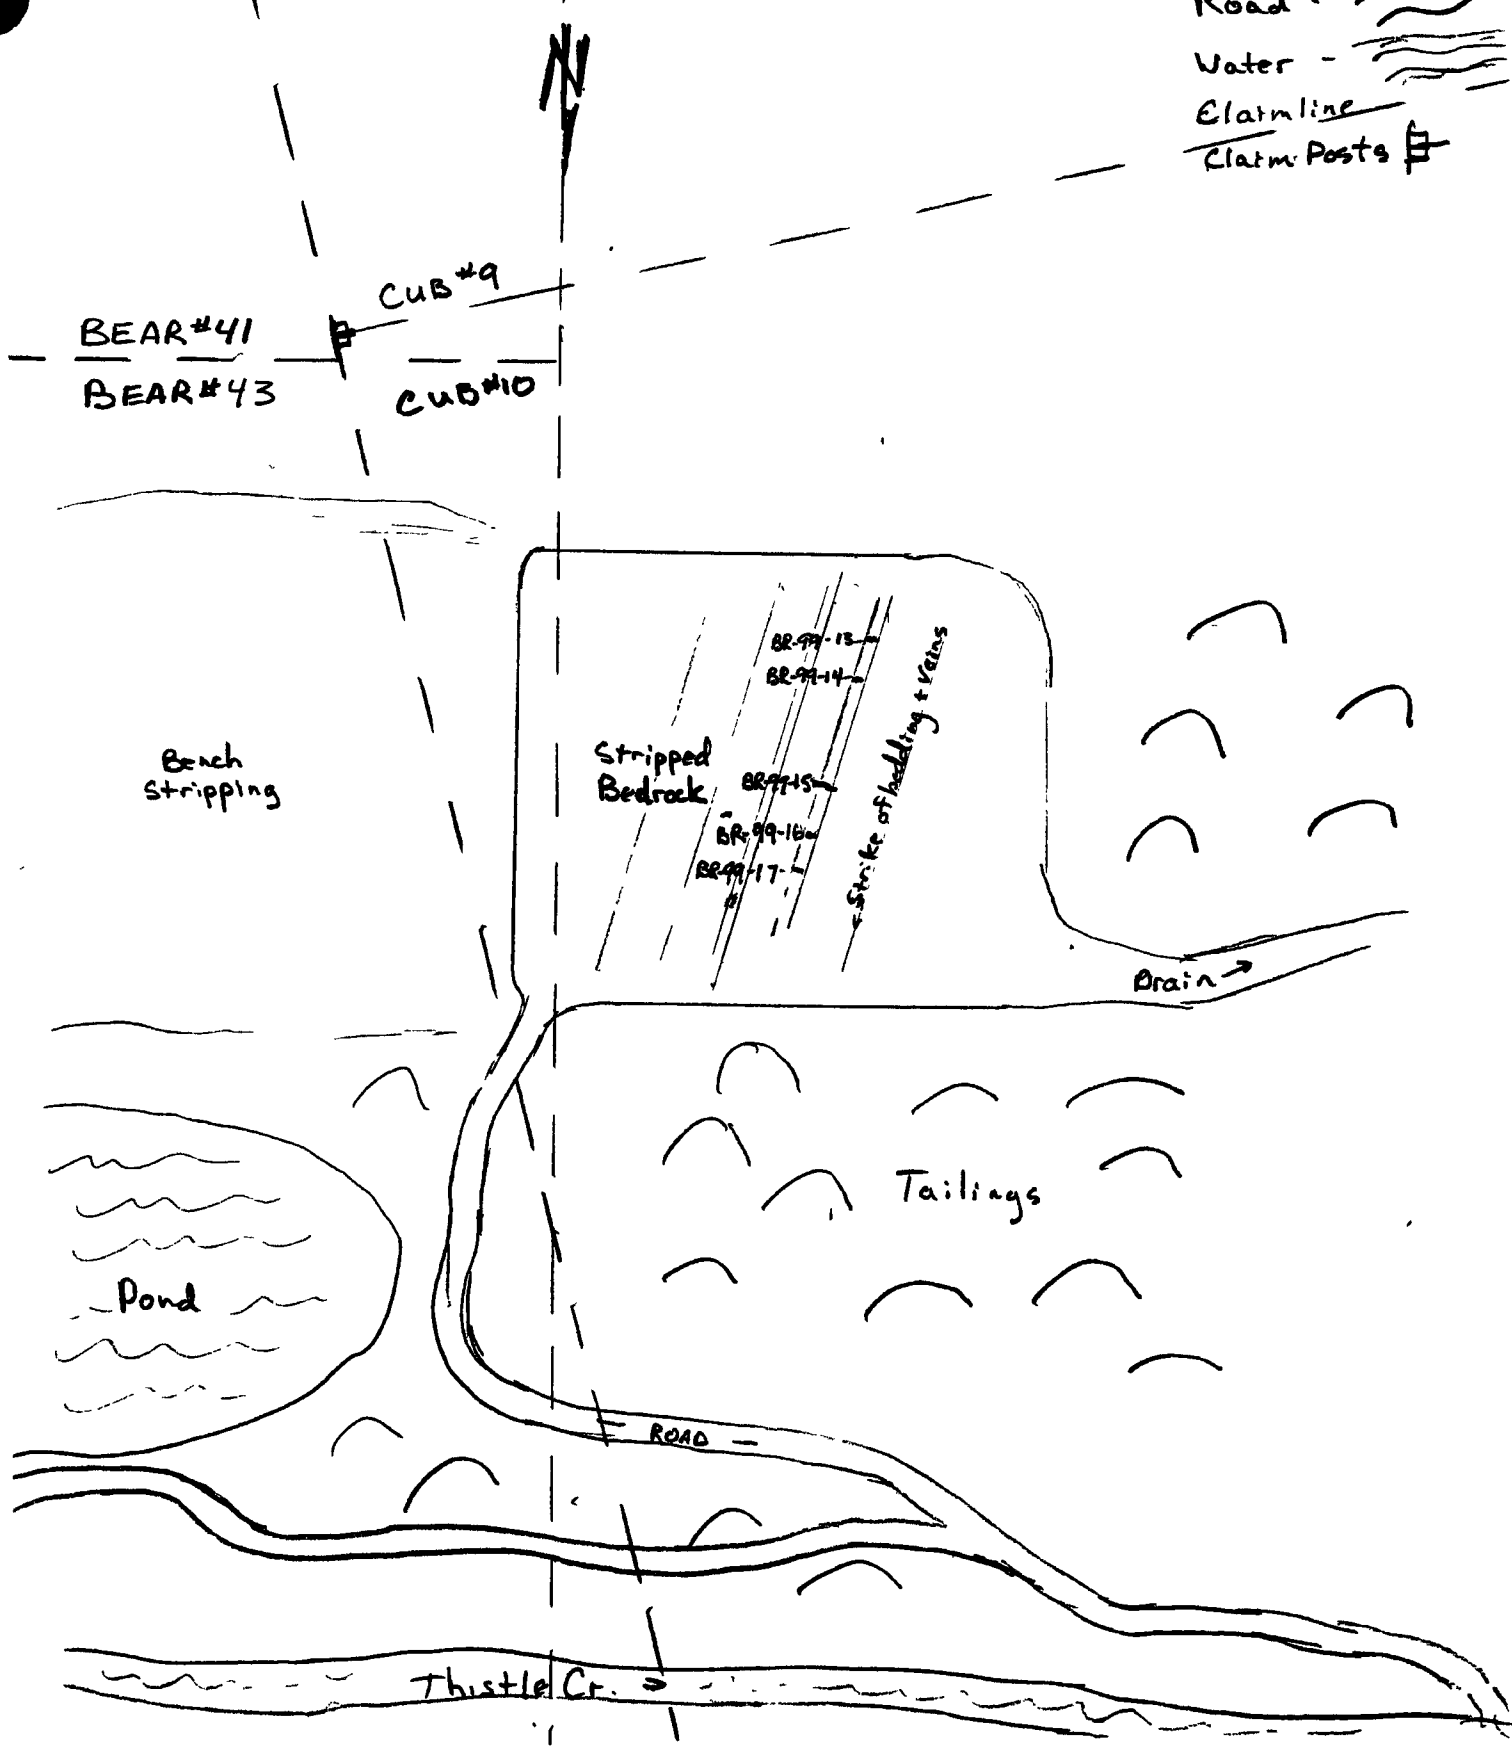 Road -
Water -
Claimline
Claim Posts
N
CUB #9
BEAR #41
BEAR #43
CUB #10
BR-99-13
BR-99-14
Strike of bedding + veins
Stripped
Bedrock
Bench
Stripping
BR-99-15
BR-99-16
BR-99-17
Drain →
Tailings
Pond
ROAD
Thistle Cr.